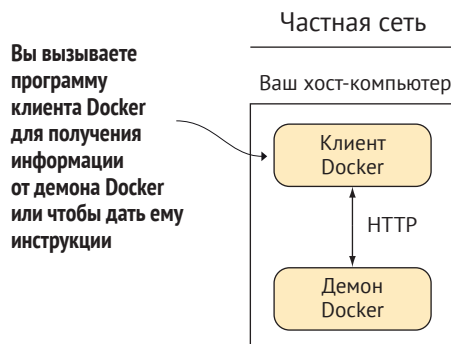 Частная сеть
Вы вызываете
программу
клиента Docker
для получения
информации
от демона Docker
или чтобы дать ему
инструкции
Ваш хост-компьютер
Клиент
Docker
HTTP
Демон
Docker